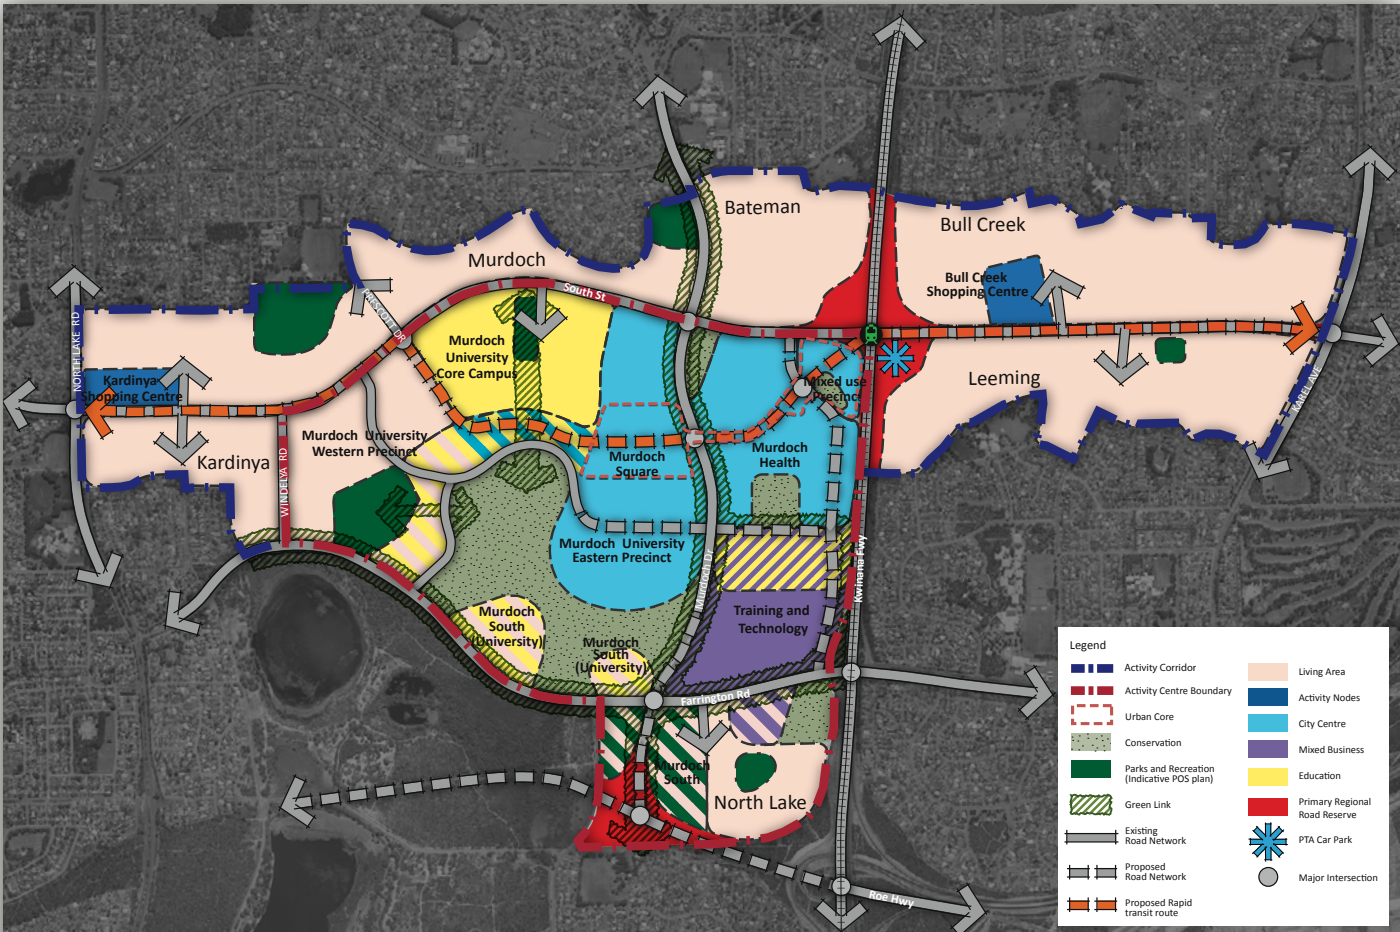 Bateman
Bull Creek
Murdoch
Bull Creek
Shopping Centre
South St
PRESCOTT DR
NORTH LAKE RD
Murdoch
University
Core Campus
Kardinya
Shopping Centre
Mixed use
Precinct
Leeming
KAREL AVE
Murdoch University
Western Precinct
Kardinya
WINDELYA RD
Murdoch
Square
Murdoch
Health
Murdoch University
Eastern Precinct
Murdoch Dr
Kwinana Fwy
Murdoch
South
(University)
Murdoch
South
(University)
Training and
Technology
Farrington Rd
Murdoch
South
North Lake
Roe Hwy
Legend
Activity Corridor
Activity Centre Boundary
Urban Core
Conservation
Parks and Recreation
(Indicative POS plan)
Green Link
Existing
Road Network
Proposed
Road Network
Proposed Rapid
transit route
Living Area
Activity Nodes
City Centre
Mixed Business
Education
Primary Regional
Road Reserve
PTA Car Park
Major Intersection